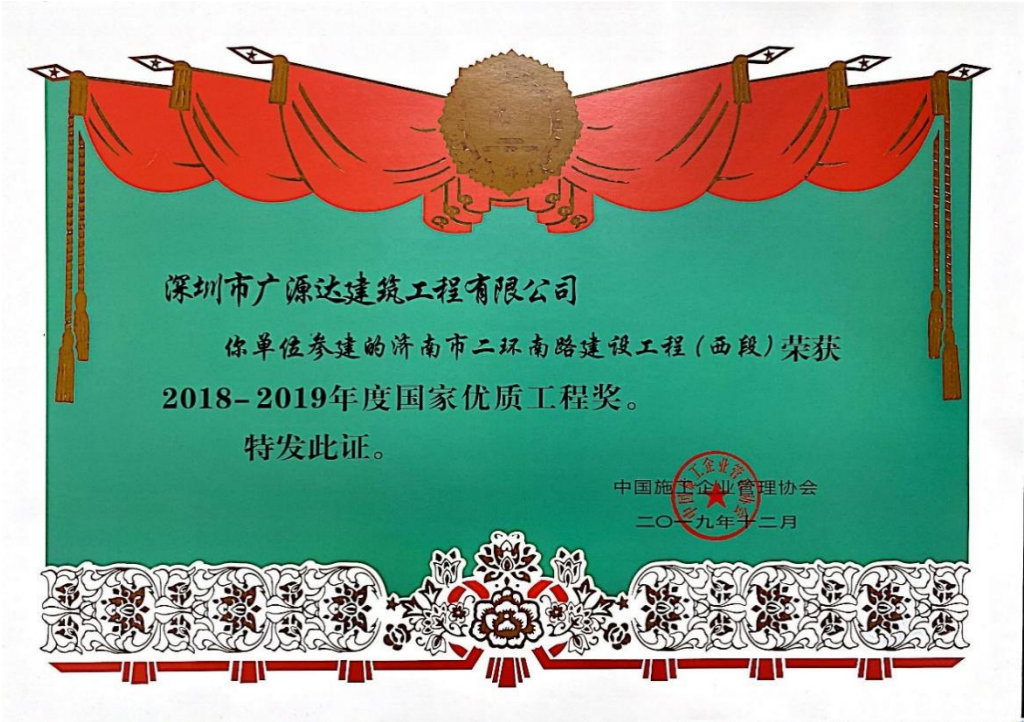 深圳市广源达建筑工程有限公司
你单位参建的济南市二环南路建设工程(西段)荣获
2018-2019年度国家优质工程奖。
特发此证。
中国施工企业管理协会
二〇一九年十二月